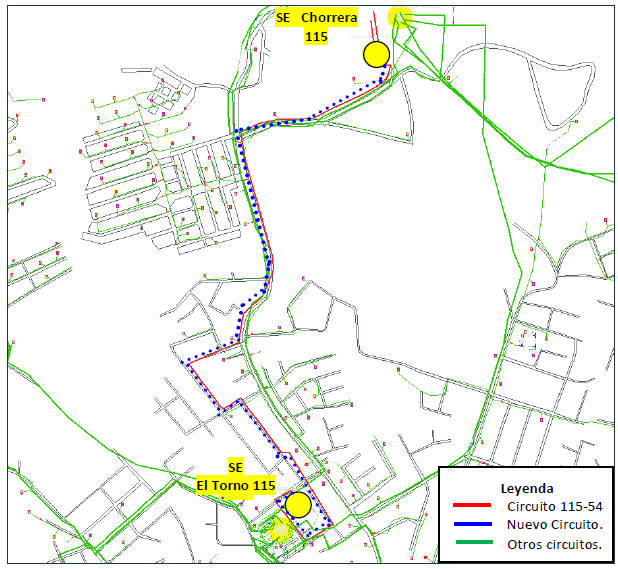 SE Chorrera
115
SE
El Torno 115
Leyenda
Circuito 115-54
Nuevo Circuito.
Otros circuitos.